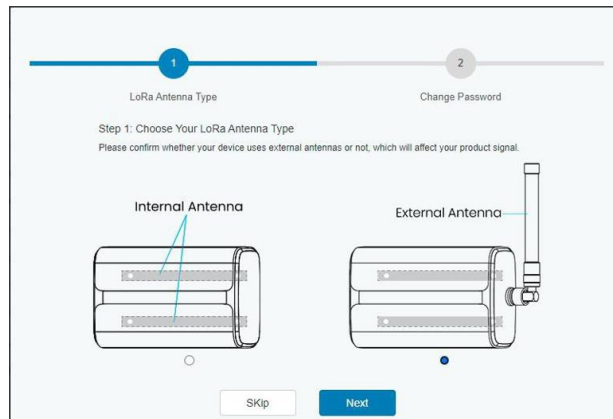 1
2
LoRa Antenna Type
Change Password
Step 1: Choose Your LoRa Antenna Type
Please confirm whether your device uses external antennas or not, which will affect your product signal.
Internal Antenna
External Antenna
SKip
Next